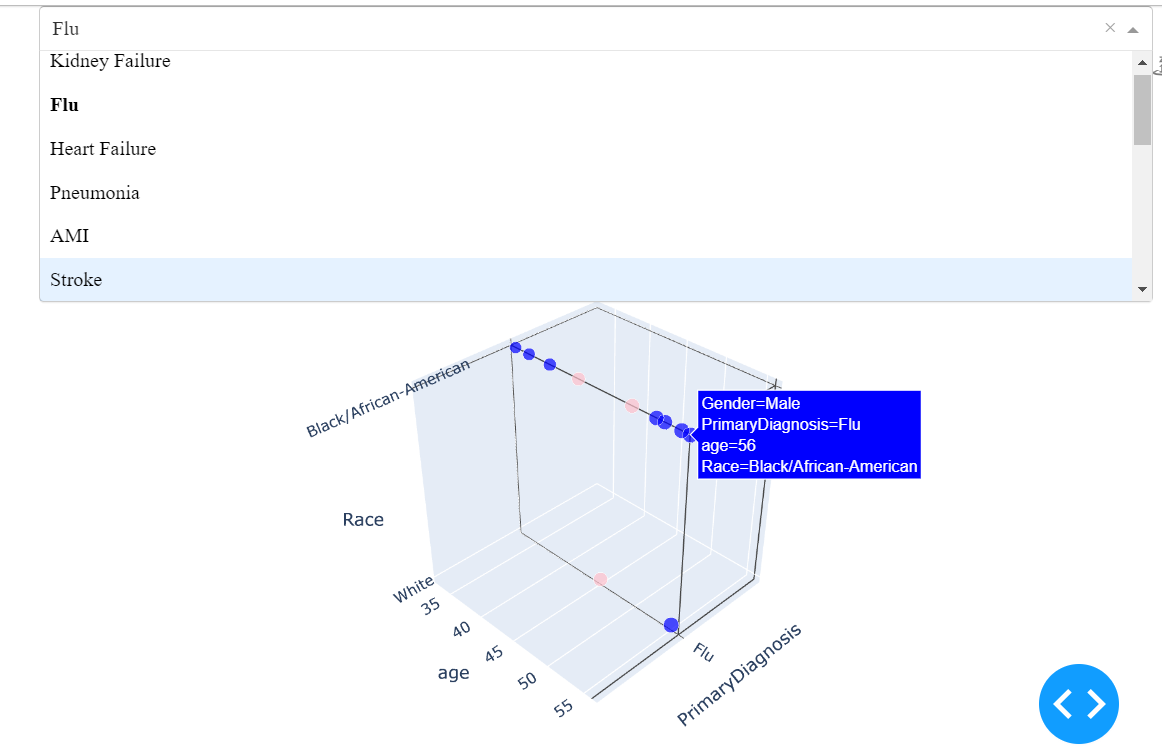 Flu
Kidney Failure
Flu
Heart Failure
Pneumonia
AMI
Stroke
Black/African-American
Gender=Male
PrimaryDiagnosis=Flu
age=56
Race=Black/African-American
Race
White
35
40
45
50
55
age
Flu
PrimaryDiagnosis